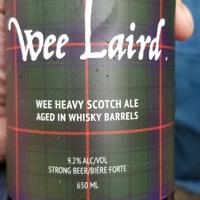 Wee Laird.
WEE HEAVY SCOTCH ALE
AGED IN WHISKY BARRELS
9.2% ALC/VOL
STRONG BEER/BIÈRE FORTE
650 ML